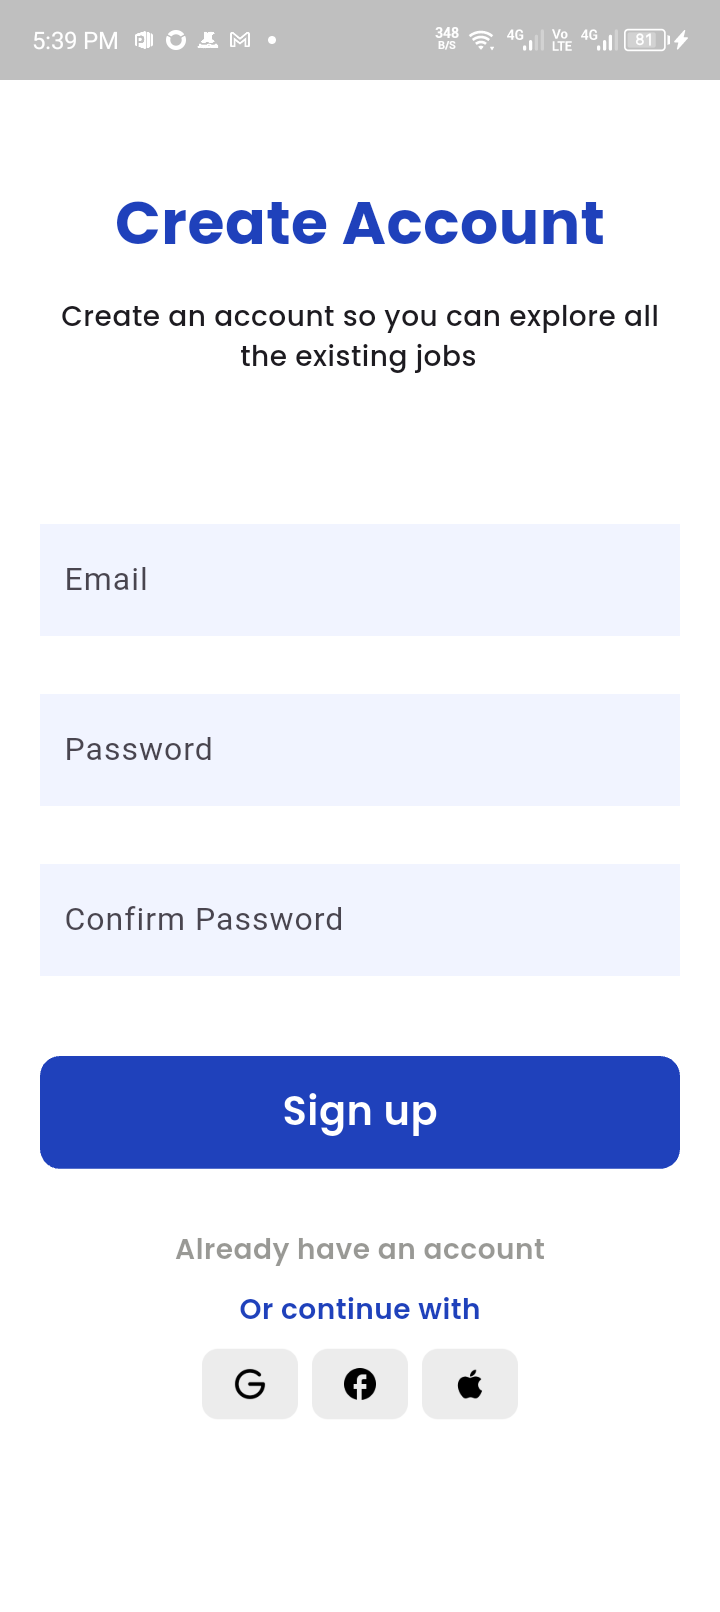 5:39 PM 348 B/S 4G Vo LTE 4G 81
Create Account
Create an account so you can explore all
the existing jobs
Email
Password
Confirm Password
Sign up
Already have an account
Or continue with